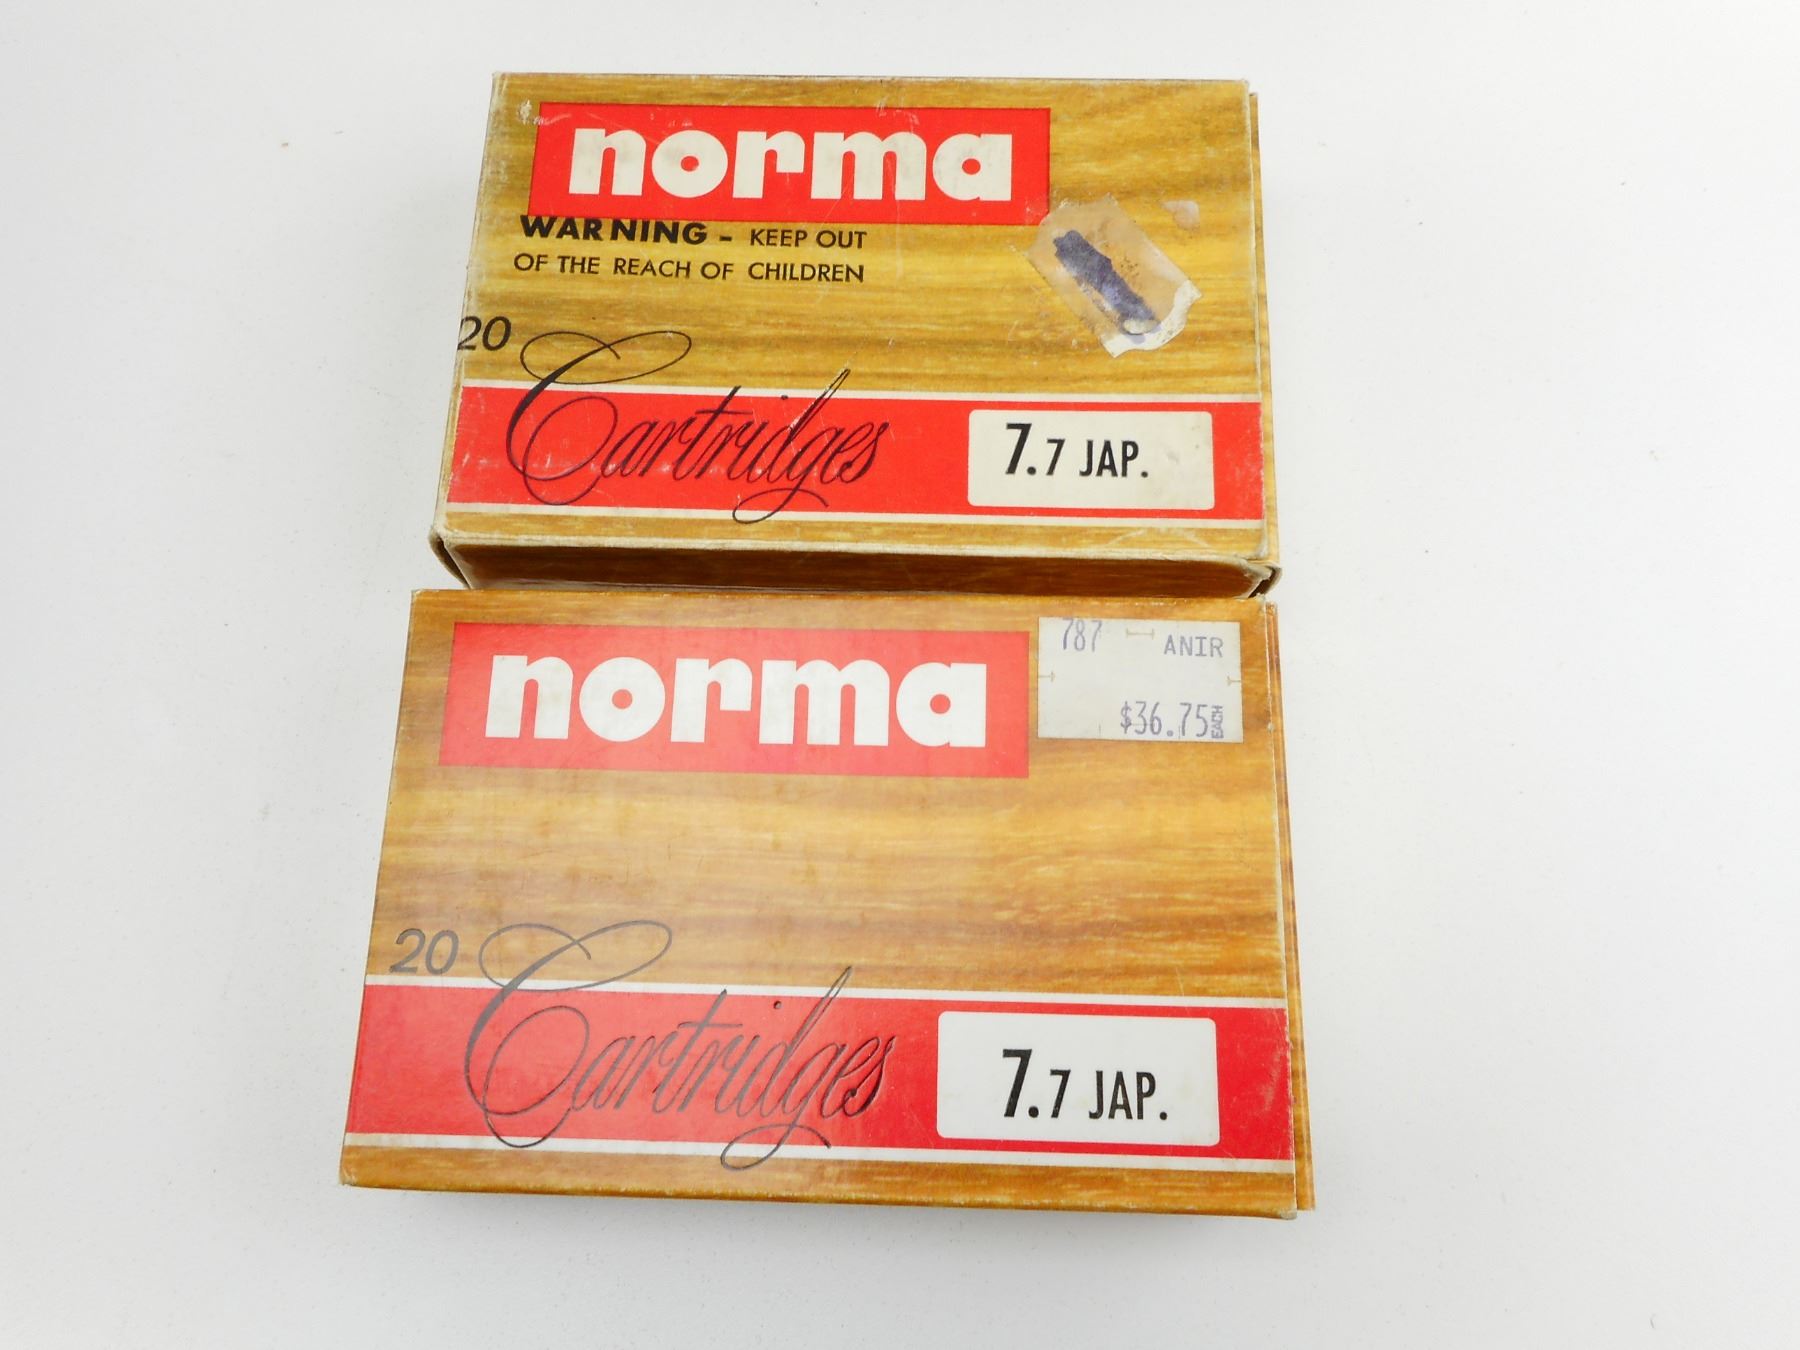 norma
WARNING - KEEP OUT
OF THE REACH OF CHILDREN
20 Cartridges
7.7 JAP.
norma
787 ANIR
$36.75 EACH
20 Cartridges
7.7 JAP.